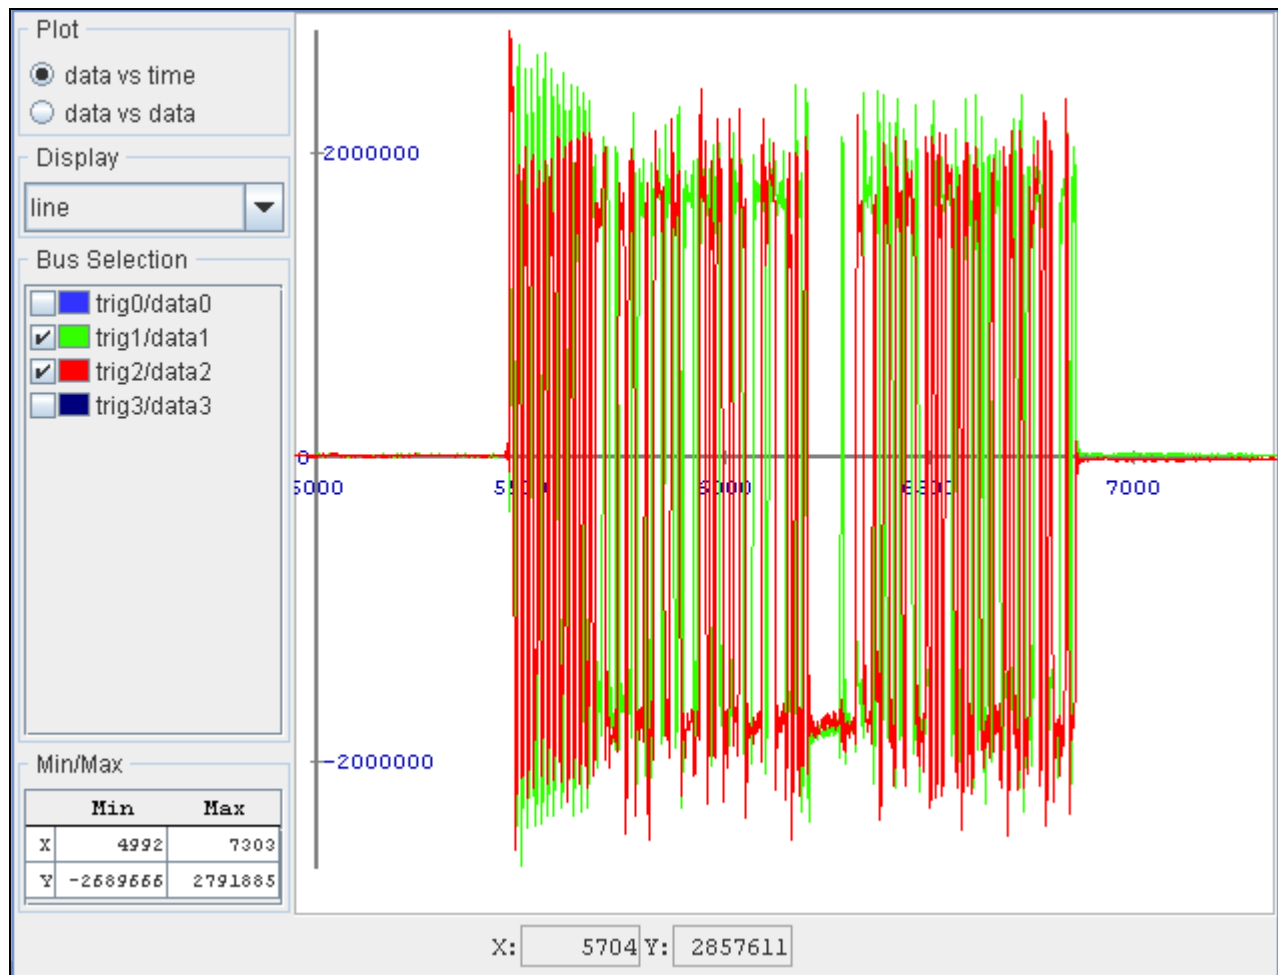 Plot
data vs time
data vs data
Display
line
Bus Selection
trig0/data0
trig1/data1
trig2/data2
trig3/data3
Min/Max
Min Max
X 4992 7303
Y -2689666 2791885
2000000
0
5000 7000
-2000000
X: 5704 Y: 2857611